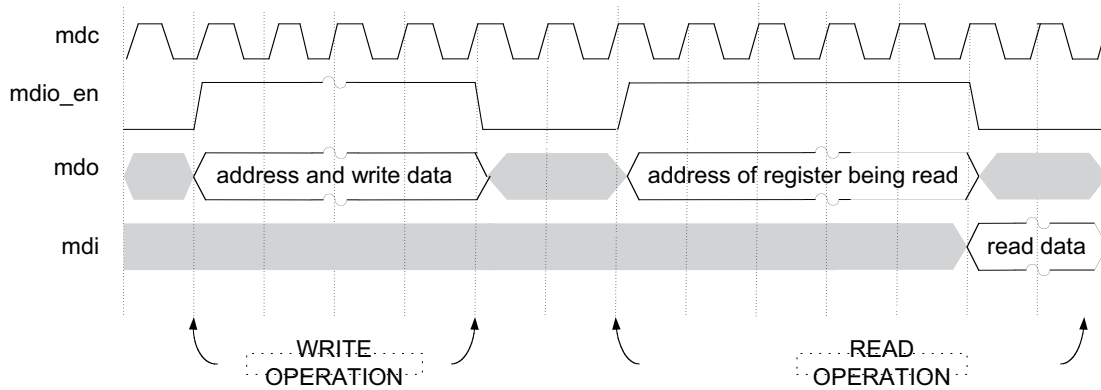 mdc
mdio_en
mdo
address and write data
address of register being read
mdi
read data
WRITE
OPERATION
READ
OPERATION